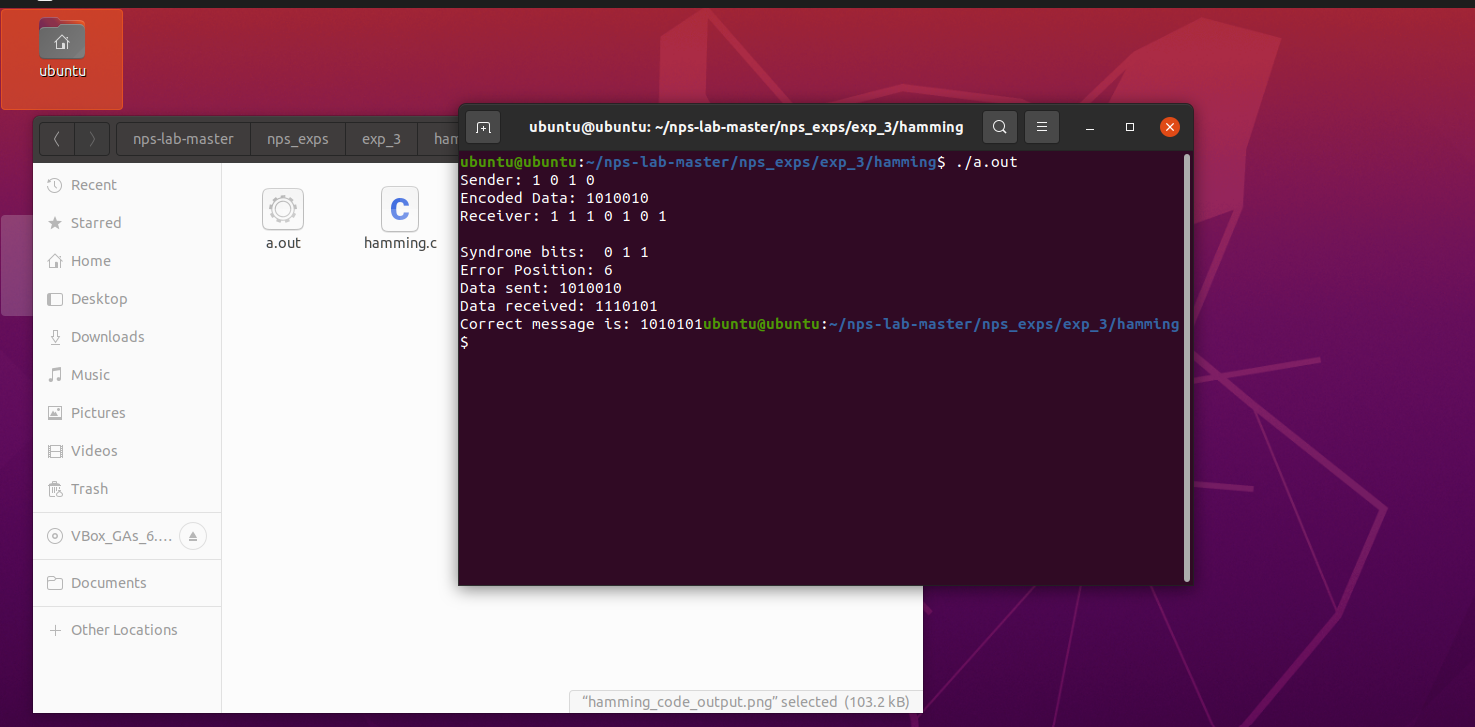 ubuntu
nps-lab-master
nps_exps
exp_3
ham
Recent
Starred
Home
Desktop
Downloads
Music
Pictures
Videos
Trash
VBox_GAs_6....
Documents
Other Locations
a.out
hamming.c
"hamming_code_output.png" selected (103.2 kB)
ubuntu@ubuntu: ~/nps-lab-master/nps_exps/exp_3/hamming
ubuntu@ubuntu:~/nps-lab-master/nps_exps/exp_3/hamming$ ./a.out
Sender: 1 0 1 0
Encoded Data: 1010010
Receiver: 1 1 1 0 1 0 1
Syndrome bits:  0 1 1
Error Position: 6
Data sent: 1010010
Data received: 1110101
Correct message is: 1010101ubuntu@ubuntu:~/nps-lab-master/nps_exps/exp_3/hamming
$